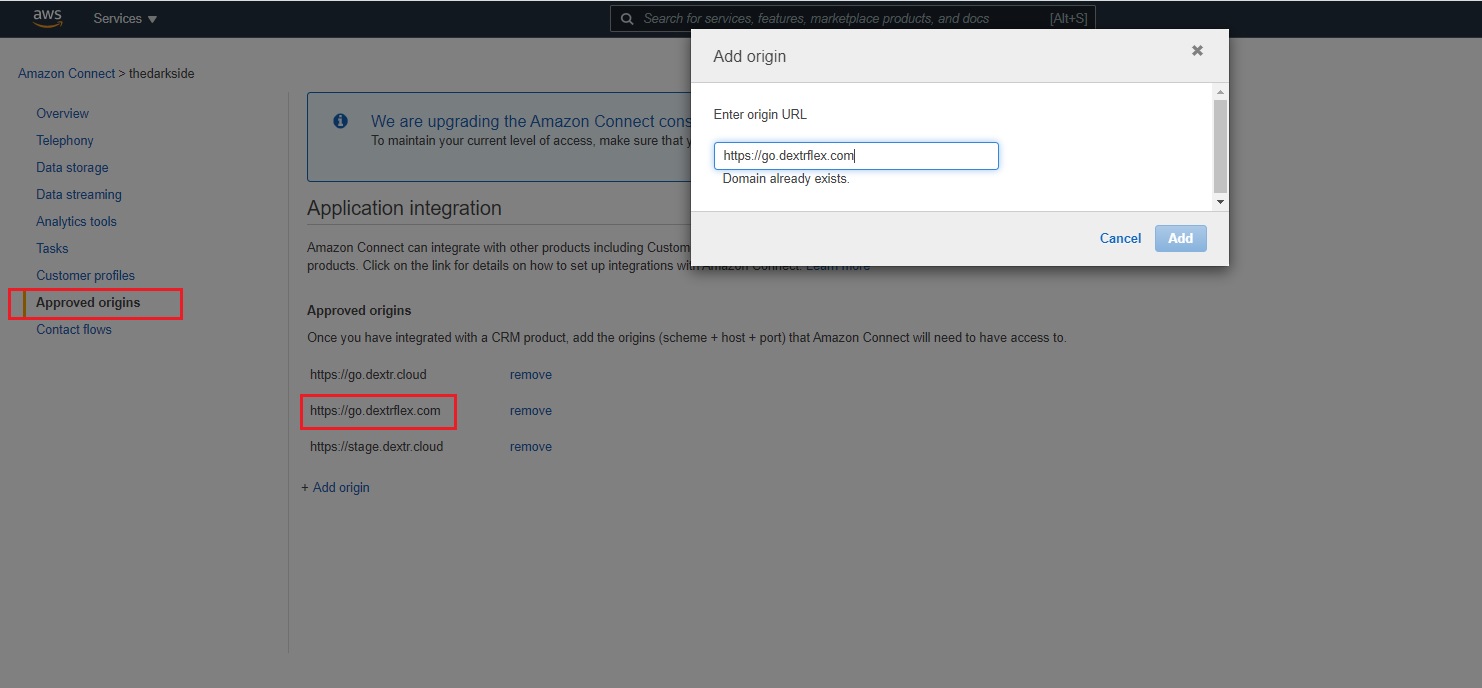 aws
Services ▼
Search for services, features, marketplace products, and docs [Alt+S]
Amazon Connect > thedarkside
Overview
Telephony
Data storage
Data streaming
Analytics tools
Tasks
Customer profiles
Approved origins
Contact flows
We are upgrading the Amazon Connect cons
To maintain your current level of access, make sure that y
Application integration
Amazon Connect can integrate with other products including Custom
products. Click on the link for details on how to set up integrations with Amazon Connect. Learn more
Approved origins
Once you have integrated with a CRM product, add the origins (scheme + host + port) that Amazon Connect will need to have access to.
https://go.dextr.cloud remove
https://go.dextrflex.com remove
https://stage.dextr.cloud remove
+ Add origin
Add origin
Enter origin URL
https://go.dextrflex.com
Domain already exists.
Cancel Add